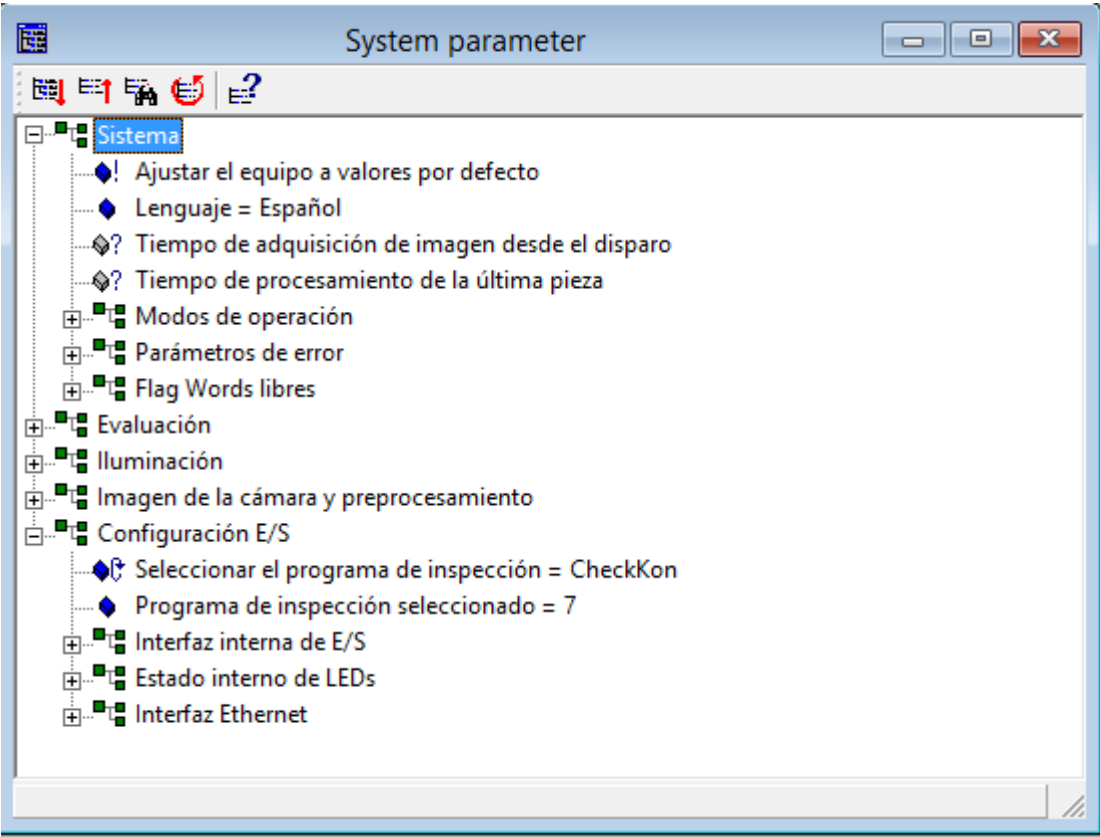 System parameter
Sistema
Ajustar el equipo a valores por defecto
Lenguaje = Español
Tiempo de adquisición de imagen desde el disparo
Tiempo de procesamiento de la última pieza
Modos de operación
Parámetros de error
Flag Words libres
Evaluación
Iluminación
Imagen de la cámara y preprocesamiento
Configuración E/S
Seleccionar el programa de inspección = CheckKon
Programa de inspección seleccionado = 7
Interfaz interna de E/S
Estado interno de LEDs
Interfaz Ethernet